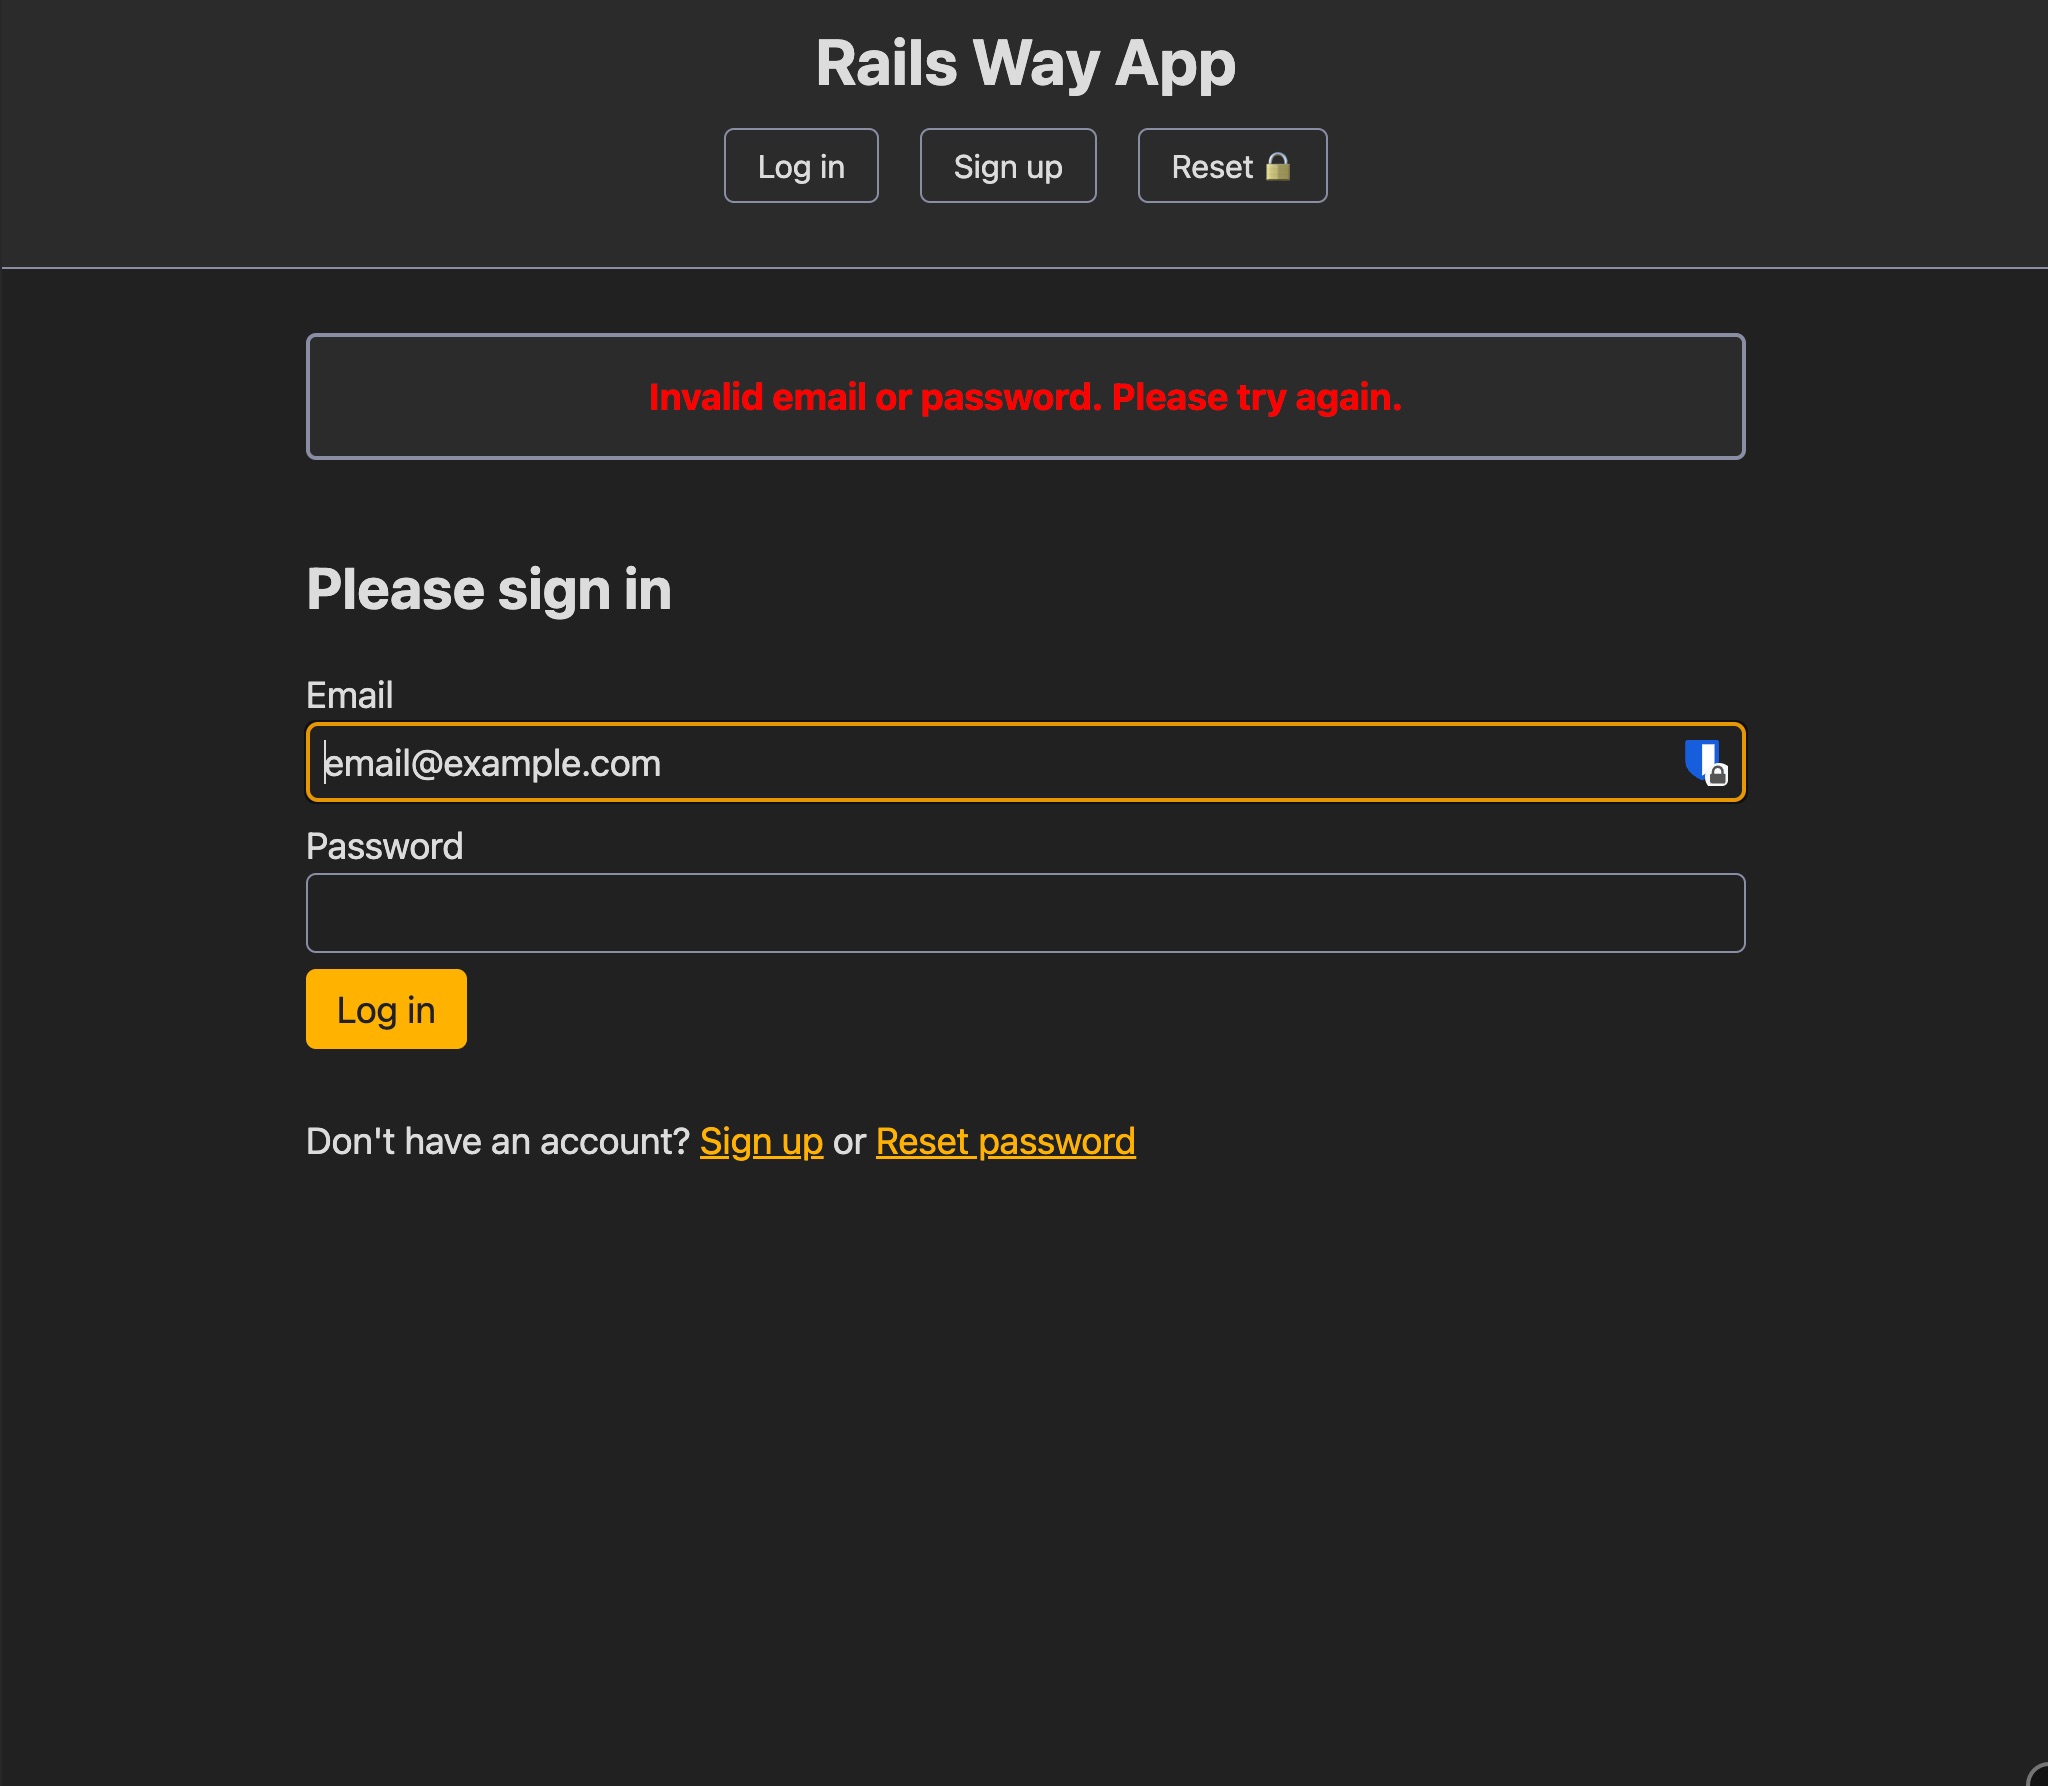 Rails Way App
Log in
Sign up
Reset 🔒
Invalid email or password. Please try again.
Please sign in
Email
email@example.com
Password
Log in
Don't have an account? Sign up or Reset password